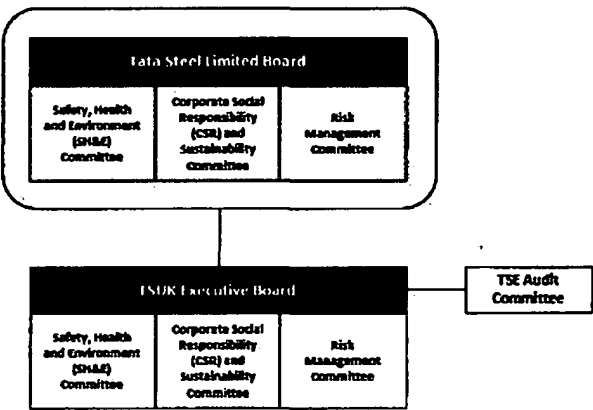 Tata Steel Limited Board
Safety, Health
and Environment
(SH&E)
Committee
Corporate Social
Responsibility
(CSR) and
Sustainability
Committee
Risk
Management
Committee
TSUK Executive Board
TSE Audit
Committee
Safety, Health
and Environment
(SH&E)
Committee
Corporate Social
Responsibility
(CSR) and
Sustainability
Committee
Risk
Management
Committee